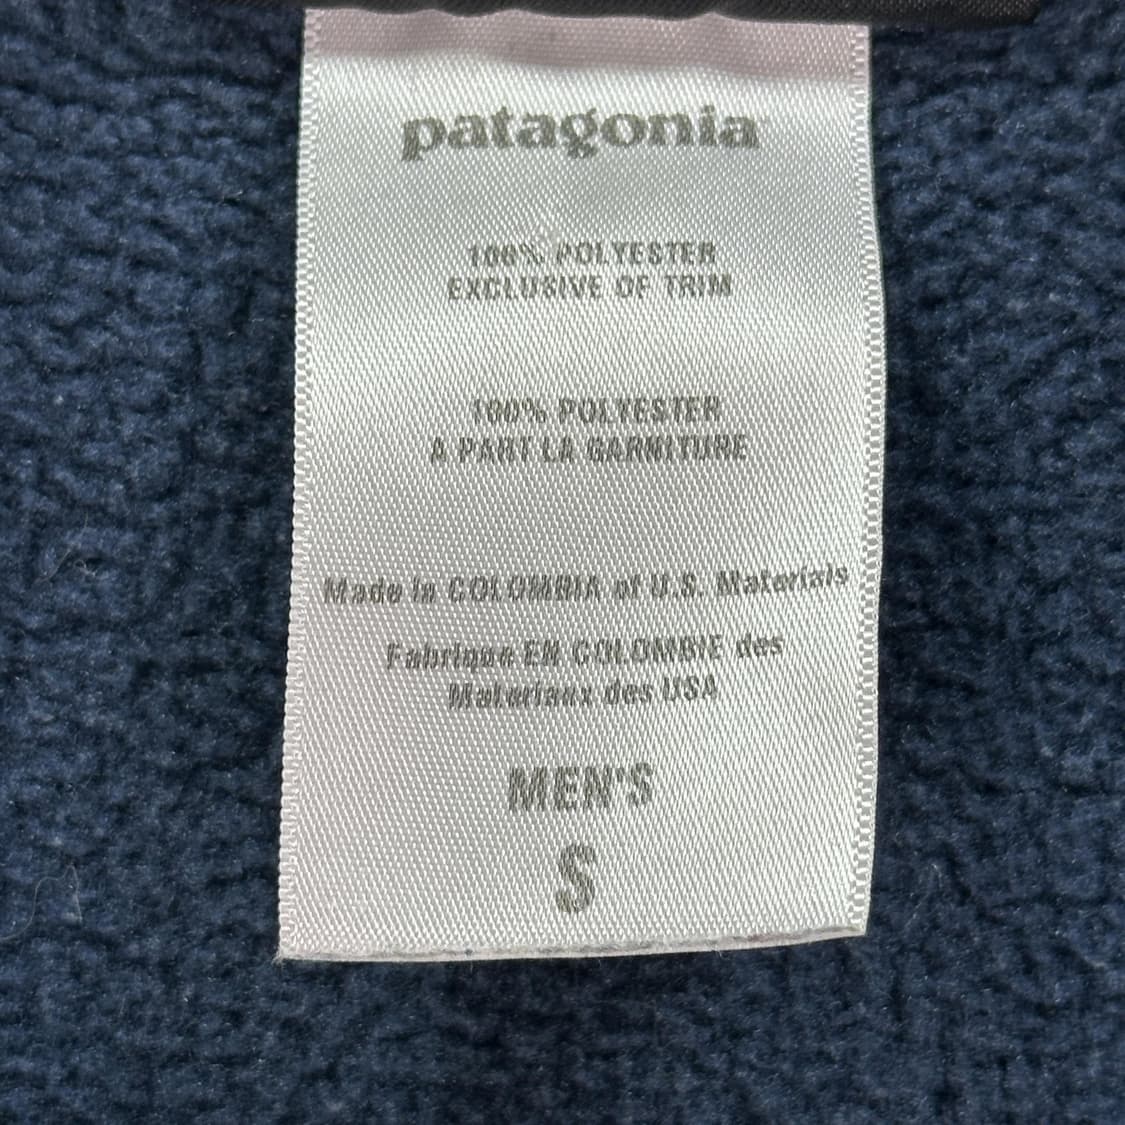 patagonia
100% POLYESTER
EXCLUSIVE OF TRIM
100% POLYESTER
A PART LA GARNITURE
Made in COLOMBIA of U.S. Materials
Fabrique EN COLOMBIE des
Materiaux des USA
MEN'S
S